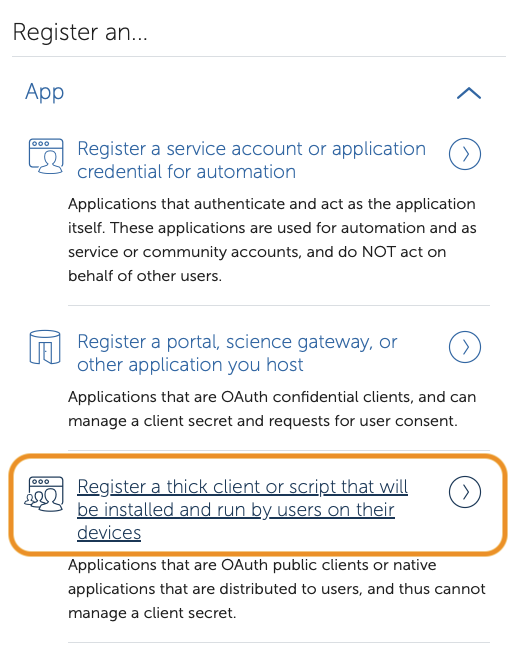 Register an...
App
Register a service account or application
credential for automation
Applications that authenticate and act as the application
itself. These applications are used for automation and as
service or community accounts, and do NOT act on
behalf of other users.
Register a portal, science gateway, or
other application you host
Applications that are OAuth confidential clients, and can
manage a client secret and requests for user consent.
Register a thick client or script that will
be installed and run by users on their
devices
Applications that are OAuth public clients or native
applications that are distributed to users, and thus cannot
manage a client secret.